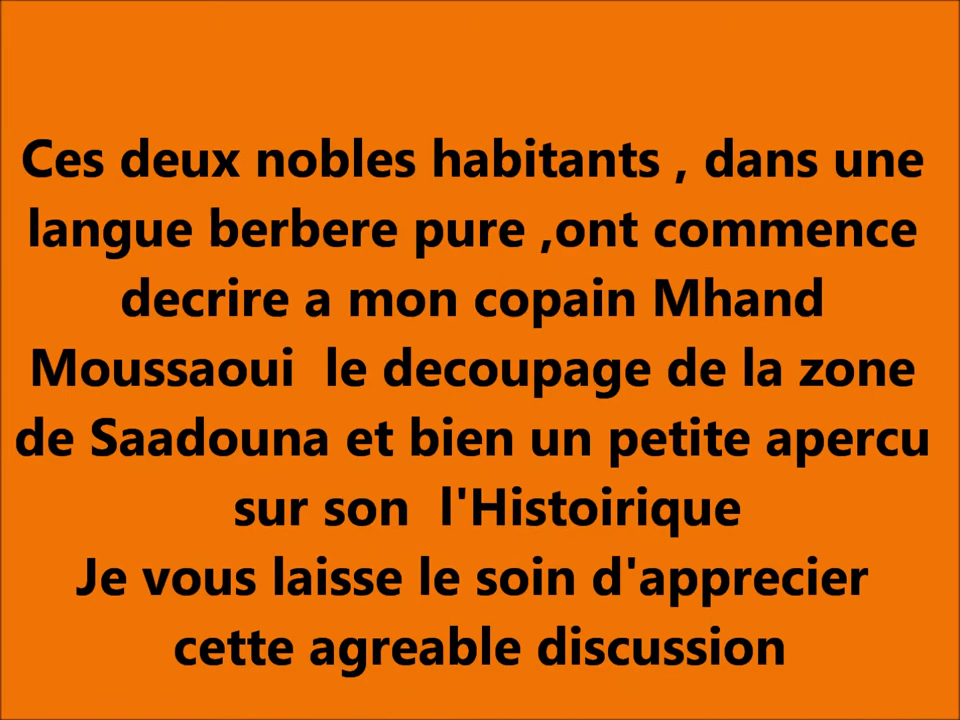 Ces deux nobles habitants , dans une
langue berbere pure ,ont commence
decrire a mon copain Mhand
Moussaoui le decoupage de la zone
de Saadouna et bien un petite apercu
sur son l'Histoirique
Je vous laisse le soin d'apprecier
cette agreable discussion